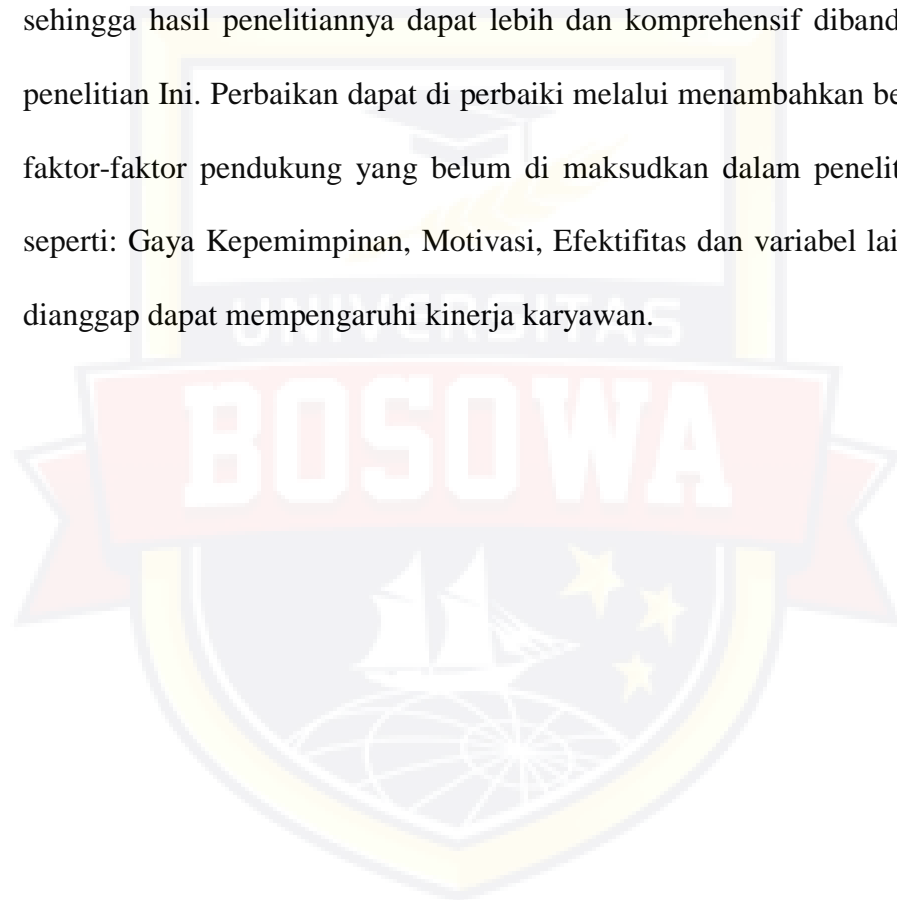 sehingga hasil penelitiannya dapat lebih dan komprehensif diband
penelitian Ini. Perbaikan dapat di perbaiki melalui menambahkan be
faktor-faktor pendukung yang belum di maksudkan dalam penelit
seperti: Gaya Kepemimpinan, Motivasi, Efektifitas dan variabel lai
dianggap dapat mempengaruhi kinerja karyawan.
UNIVERSITAS
BOSOWA